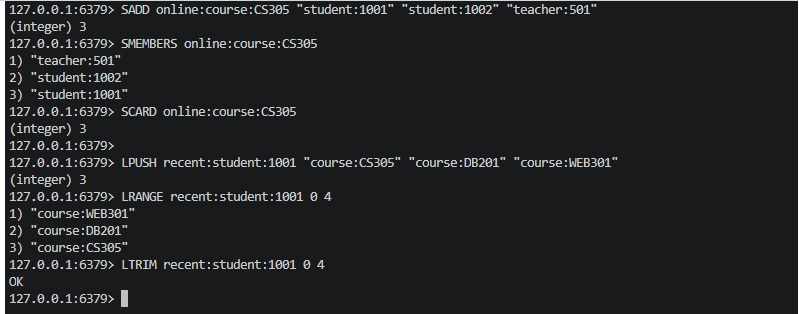 127.0.0.1:6379> SADD online:course:CS305 "student:1001" "student:1002" "teacher:501"
(integer) 3
127.0.0.1:6379> SMEMBERS online:course:CS305
1) "teacher:501"
2) "student:1002"
3) "student:1001"
127.0.0.1:6379> SCARD online:course:CS305
(integer) 3
127.0.0.1:6379>
127.0.0.1:6379> LPUSH recent:student:1001 "course:CS305" "course:DB201" "course:WEB301"
(integer) 3
127.0.0.1:6379> LRANGE recent:student:1001 0 4
1) "course:WEB301"
2) "course:DB201"
3) "course:CS305"
127.0.0.1:6379> LTRIM recent:student:1001 0 4
OK
127.0.0.1:6379>